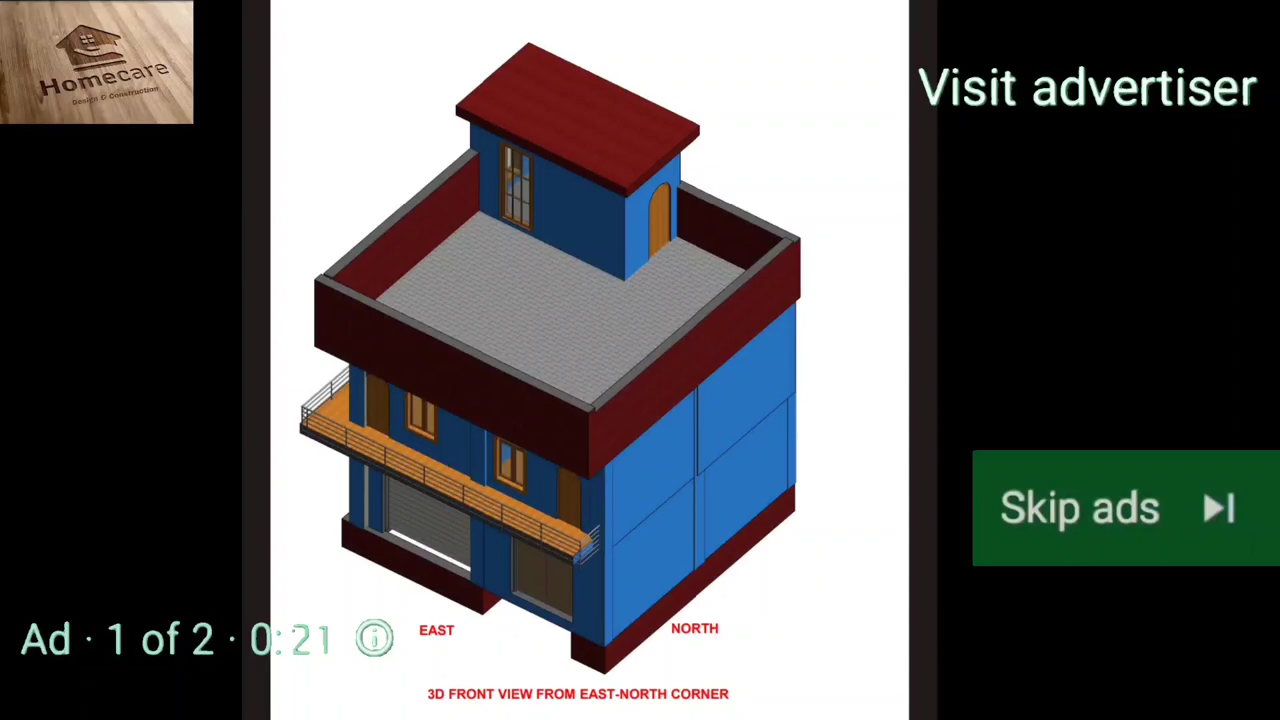 Homecare
Design & Construction
Visit advertiser
Skip ads
Ad · 1 of 2 · 0:21
EAST
NORTH
3D FRONT VIEW FROM EAST-NORTH CORNER